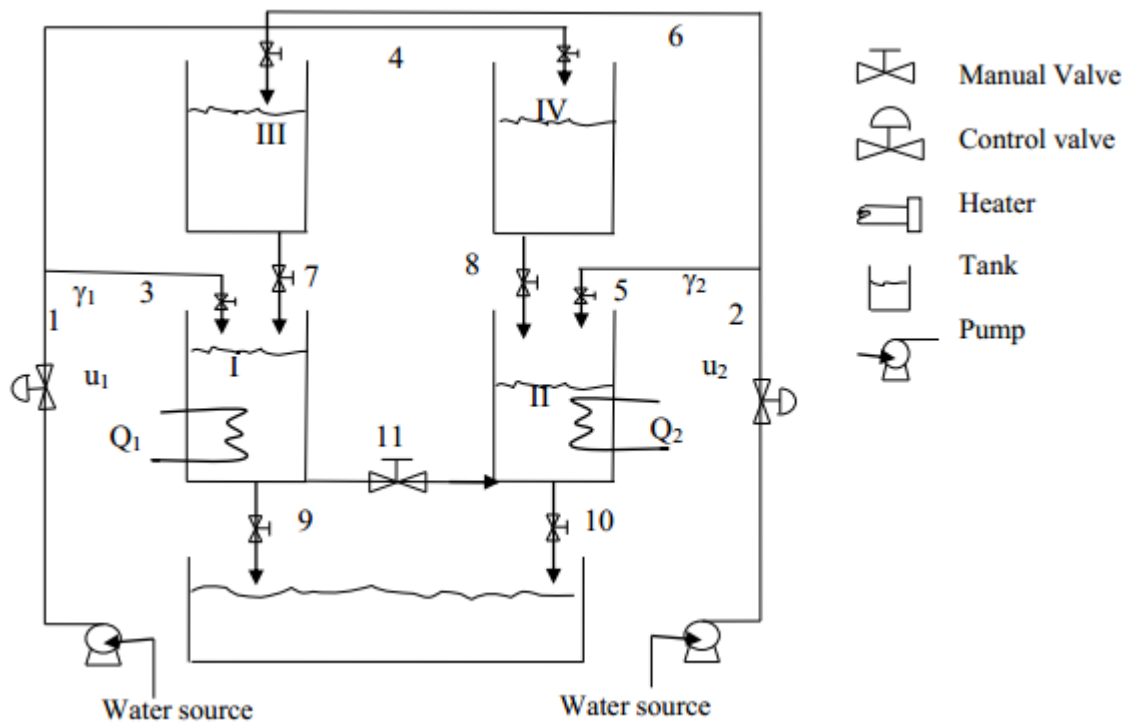 6
4
III
IV
7
8
γ1
3
5
γ2
1
2
I
u1
u2
II
Q1
Q2
11
9
10
Water source
Water source
Manual Valve
Control valve
Heater
Tank
Pump